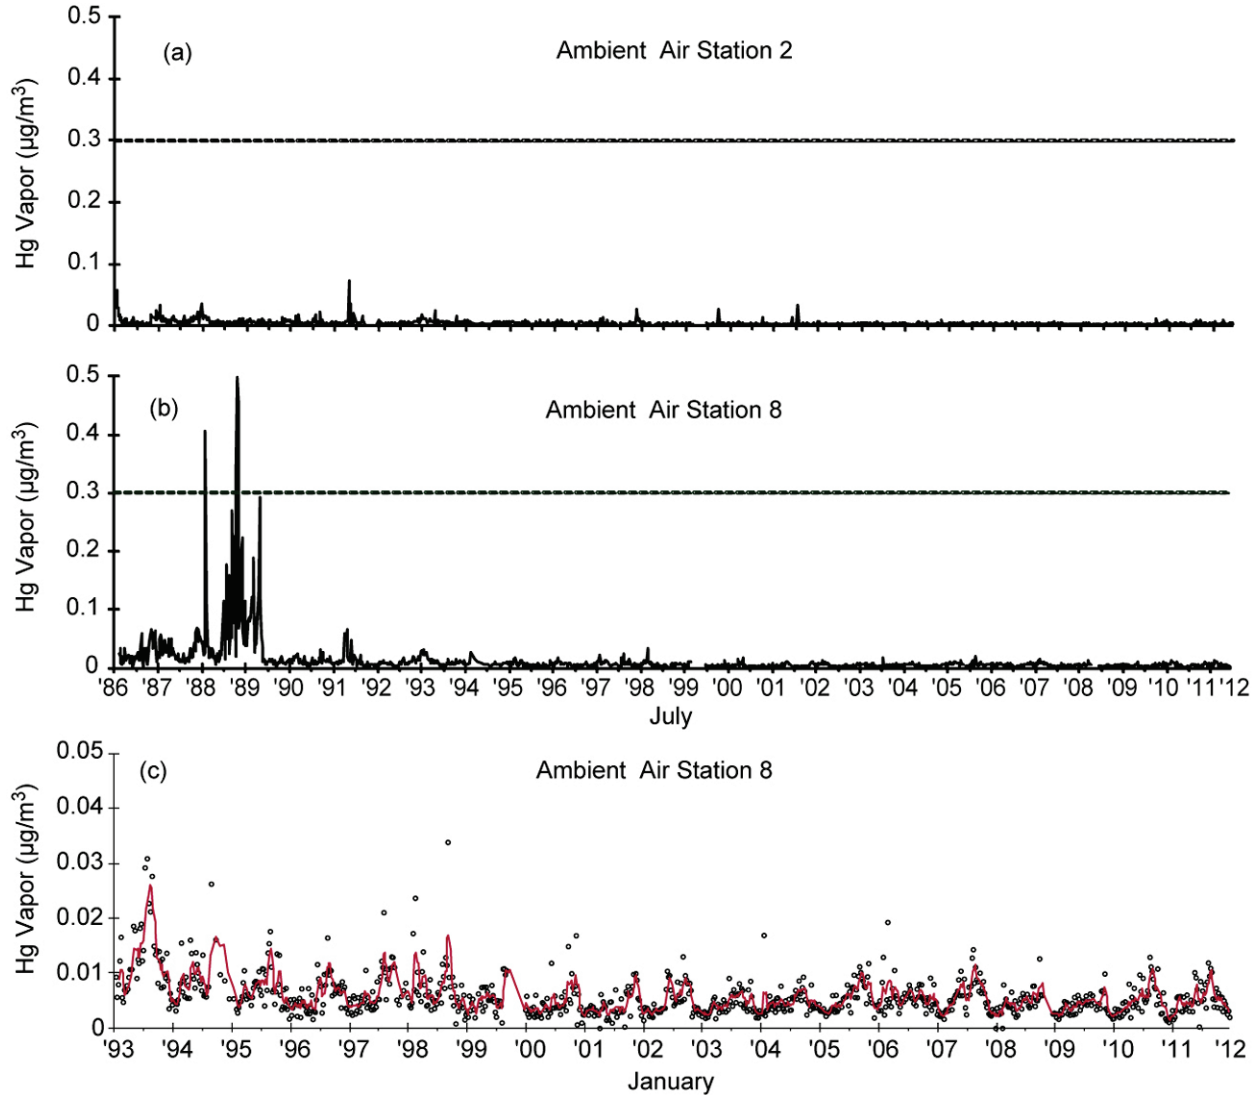 (a)
Ambient Air Station 2
Hg Vapor (µg/m³)
0.5
0.4
0.3
0.2
0.1
0
(b)
Ambient Air Station 8
Hg Vapor (µg/m³)
0.5
0.4
0.3
0.2
0.1
0
'86 '87 '88 '89 '90 '91 '92 '93 '94 '95 '96 '97 '98 '99 '00 '01 '02 '03 '04 '05 '06 '07 '08 '09 '10 '11 '12
July
(c)
Ambient Air Station 8
Hg Vapor (µg/m³)
0.05
0.04
0.03
0.02
0.01
0
'93 '94 '95 '96 '97 '98 '99 '00 '01 '02 '03 '04 '05 '06 '07 '08 '09 '10 '11 '12
January